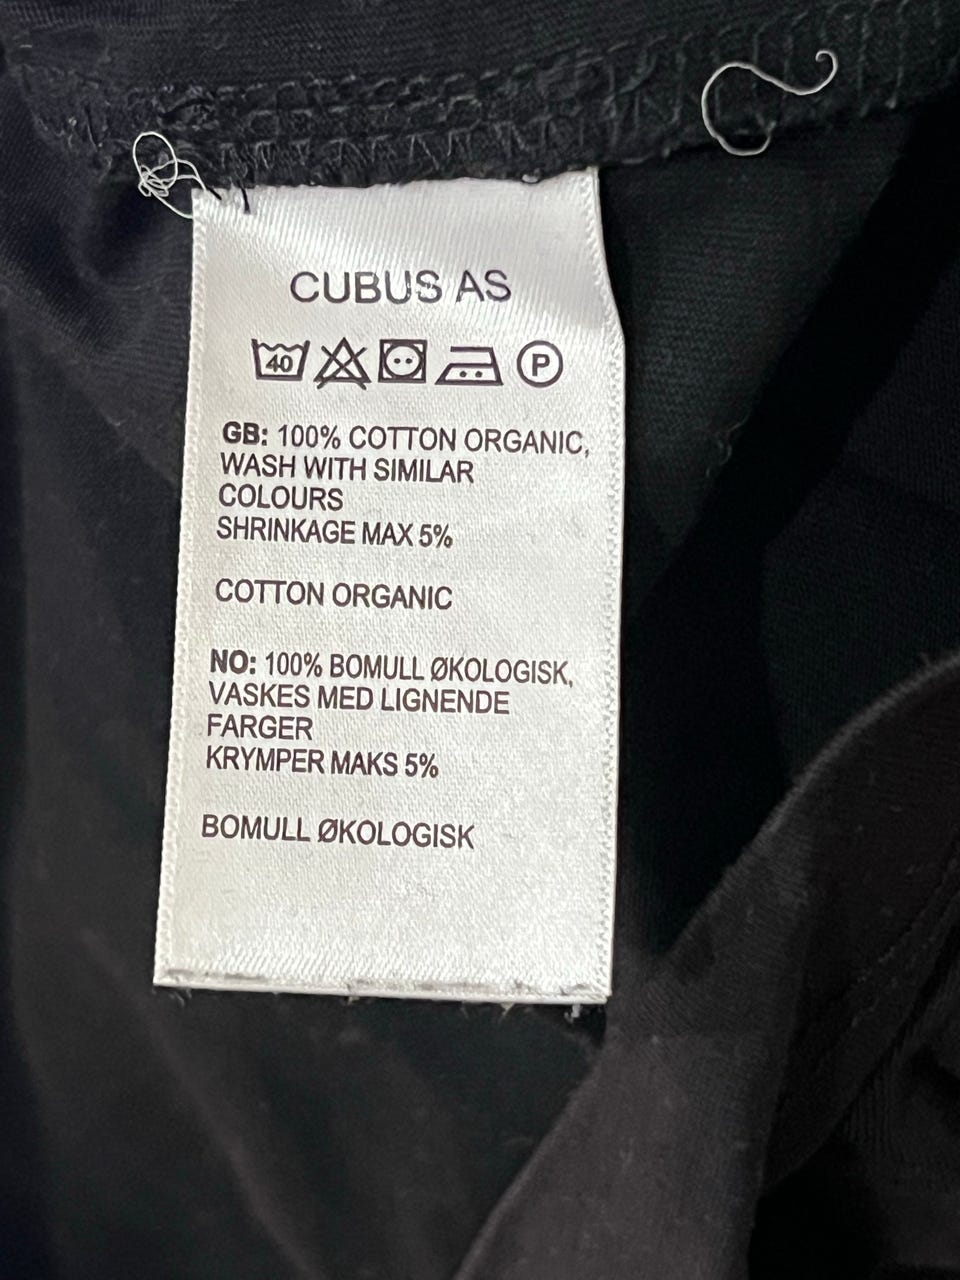 CUBUS AS
40 P
GB: 100% COTTON ORGANIC,
WASH WITH SIMILAR
COLOURS
SHRINKAGE MAX 5%
COTTON ORGANIC
NO: 100% BOMULL ØKOLOGISK,
VASKES MED LIGNENDE
FARGER
KRYMPER MAKS 5%
BOMULL ØKOLOGISK